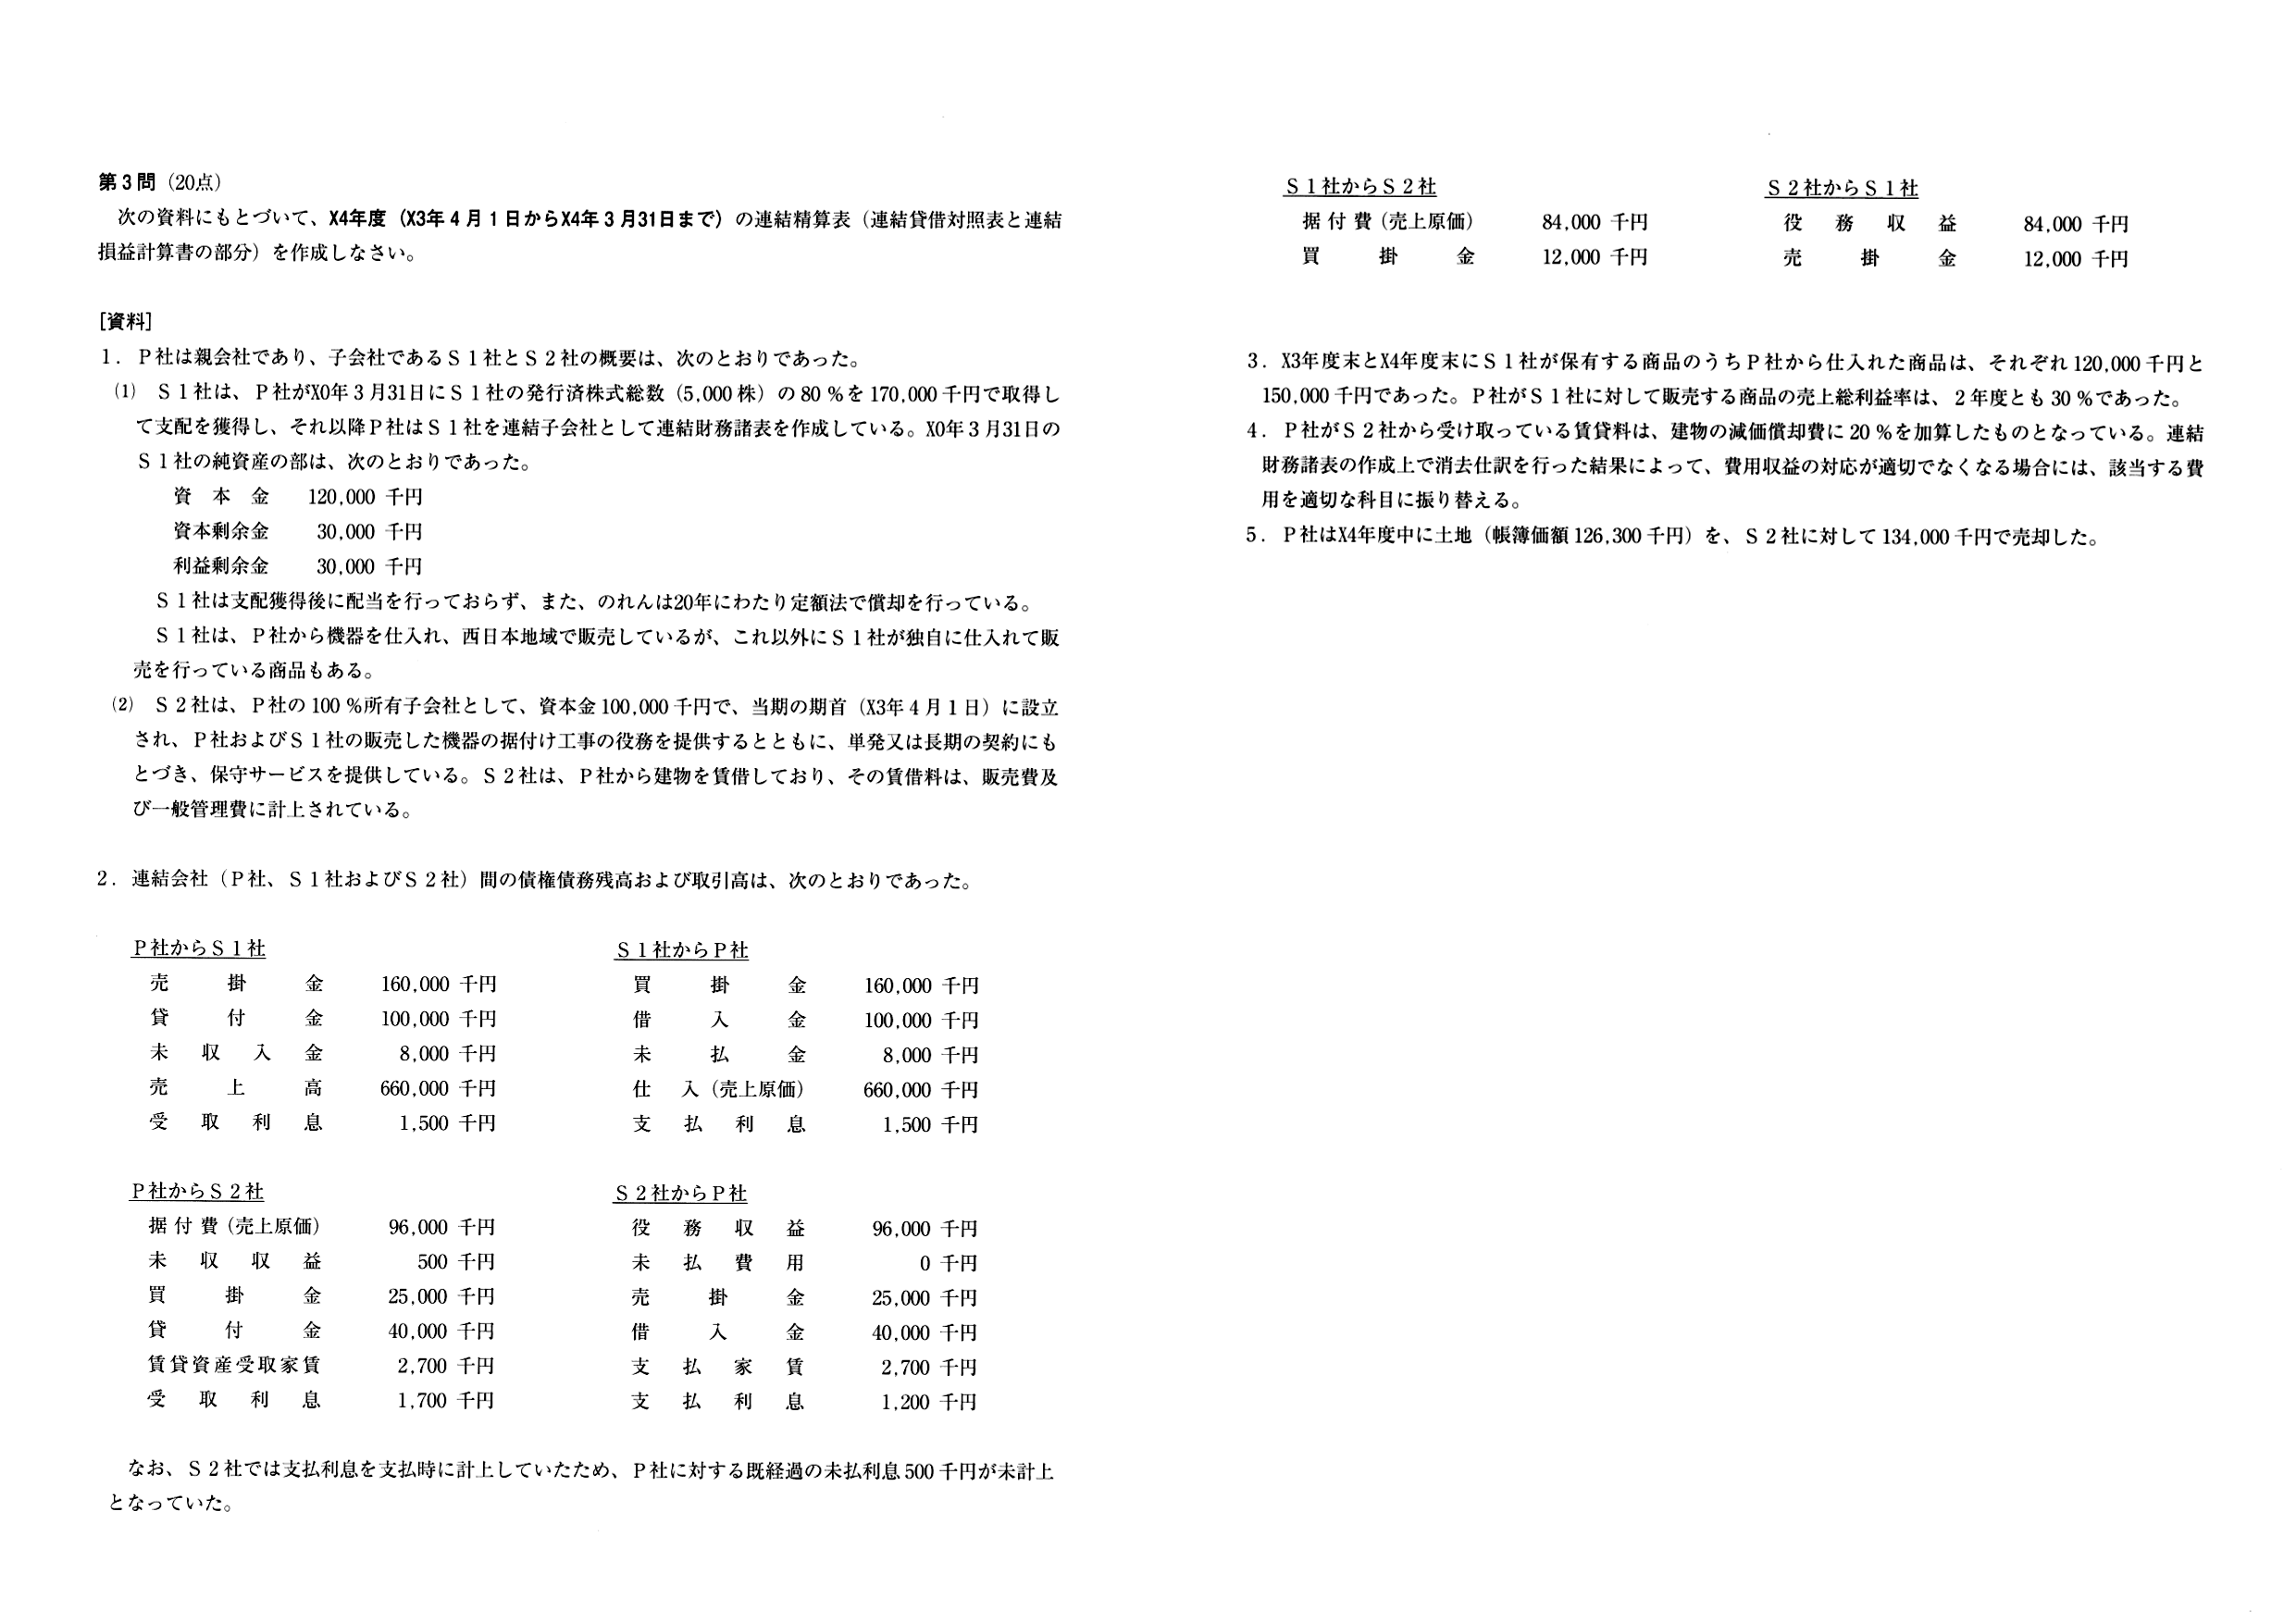 第3問（20点）
次の資料にもとづいて、X4年度（X3年4月1日からX4年3月31日まで）の連結精算表（連結貸借対照表と連結
損益計算書の部分）を作成しなさい。
[資料]
1．P社は親会社であり、子会社であるS1社とS2社の概要は、次のとおりであった。
(1) S1社は、P社がX0年3月31日にS1社の発行済株式総数（5,000株）の80％を170,000千円で取得し
て支配を獲得し、それ以降P社はS1社を連結子会社として連結財務諸表を作成している。X0年3月31日の
S1社の純資産の部は、次のとおりであった。
資本金 120,000 千円
資本剰余金 30,000 千円
利益剰余金 30,000 千円
S1社は支配獲得後に配当を行っておらず、また、のれんは20年にわたり定額法で償却を行っている。
S1社は、P社から機器を仕入れ、西日本地域で販売しているが、これ以外にS1社が独自に仕入れて販
売を行っている商品もある。
(2) S2社は、P社の100％所有子会社として、資本金100,000千円で、当期の期首（X3年4月1日）に設立
され、P社およびS1社の販売した機器の据付け工事の役務を提供するとともに、単発又は長期の契約にも
とづき、保守サービスを提供している。S2社は、P社から建物を賃借しており、その賃借料は、販売費及
び一般管理費に計上されている。
2．連結会社（P社、S1社およびS2社）間の債権債務残高および取引高は、次のとおりであった。
P社からS1社 S1社からP社
売掛金 160,000 千円 買掛金 160,000 千円
貸付金 100,000 千円 借入金 100,000 千円
未収入金 8,000 千円 未払金 8,000 千円
売上高 660,000 千円 仕入（売上原価） 660,000 千円
受取利息 1,500 千円 支払利息 1,500 千円
P社からS2社 S2社からP社
据付費（売上原価） 96,000 千円 役務収益 96,000 千円
未収収益 500 千円 未払費用 0 千円
買掛金 25,000 千円 売掛金 25,000 千円
貸付金 40,000 千円 借入金 40,000 千円
賃貸資産受取家賃 2,700 千円 支払家賃 2,700 千円
受取利息 1,700 千円 支払利息 1,200 千円
なお、S2社では支払利息を支払時に計上していたため、P社に対する既経過の未払利息500千円が未計上
となっていた。
S1社からS2社 S2社からS1社
据付費（売上原価） 84,000 千円 役務収益 84,000 千円
買掛金 12,000 千円 売掛金 12,000 千円
3．X3年度末とX4年度末にS1社が保有する商品のうちP社から仕入れた商品は、それぞれ120,000千円と
150,000千円であった。P社がS1社に対して販売する商品の売上総利益率は、2年度とも30％であった。
4．P社がS2社から受け取っている賃貸料は、建物の減価償却費に20％を加算したものとなっている。連結
財務諸表の作成上で消去仕訳を行った結果によって、費用収益の対応が適切でなくなる場合には、該当する費
用を適切な科目に振り替える。
5．P社はX4年度中に土地（帳簿価額126,300千円）を、S2社に対して134,000千円で売却した。